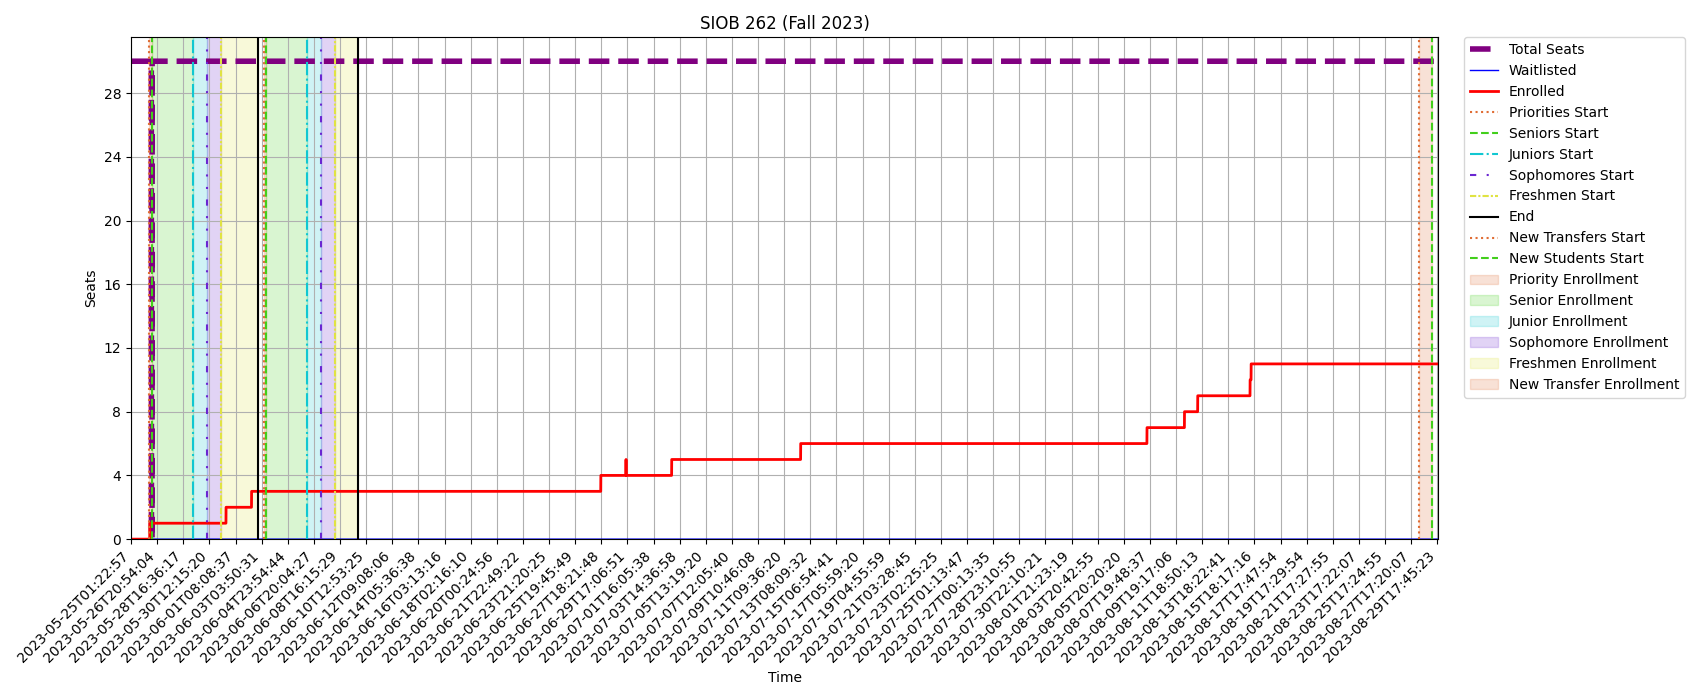 SIOB 262 (Fall 2023)
Seats
28
24
20
16
12
8
4
0
2023-05-25T01:22:57
2023-05-26T20:54:04
2023-05-28T16:36:17
2023-05-30T12:15:20
2023-06-01T08:08:37
2023-06-03T03:50:31
2023-06-04T23:54:44
2023-06-06T20:04:27
2023-06-08T16:15:29
2023-06-10T12:53:25
2023-06-12T09:08:06
2023-06-14T05:36:38
2023-06-16T03:13:16
2023-06-18T02:16:10
2023-06-20T00:24:56
2023-06-21T22:49:22
2023-06-23T21:20:25
2023-06-25T19:45:49
2023-06-27T18:21:48
2023-06-29T17:06:51
2023-07-01T16:05:38
2023-07-03T14:36:58
2023-07-05T13:19:20
2023-07-07T12:05:40
2023-07-09T10:46:08
2023-07-11T09:36:20
2023-07-13T08:09:32
2023-07-15T06:54:41
2023-07-17T05:59:20
2023-07-19T04:55:59
2023-07-21T03:28:45
2023-07-23T02:25:25
2023-07-25T01:13:47
2023-07-27T00:13:35
2023-07-28T23:10:55
2023-07-30T22:10:21
2023-08-01T21:23:19
2023-08-03T20:42:55
2023-08-05T20:20:20
2023-08-07T19:48:37
2023-08-09T19:17:06
2023-08-11T18:50:13
2023-08-13T18:22:41
2023-08-15T18:17:16
2023-08-17T17:47:54
2023-08-19T17:29:54
2023-08-21T17:27:55
2023-08-23T17:22:07
2023-08-25T17:24:55
2023-08-27T17:20:07
2023-08-29T17:45:23
Time
Total Seats
Waitlisted
Enrolled
Priorities Start
Seniors Start
Juniors Start
Sophomores Start
Freshmen Start
End
New Transfers Start
New Students Start
Priority Enrollment
Senior Enrollment
Junior Enrollment
Sophomore Enrollment
Freshmen Enrollment
New Transfer Enrollment